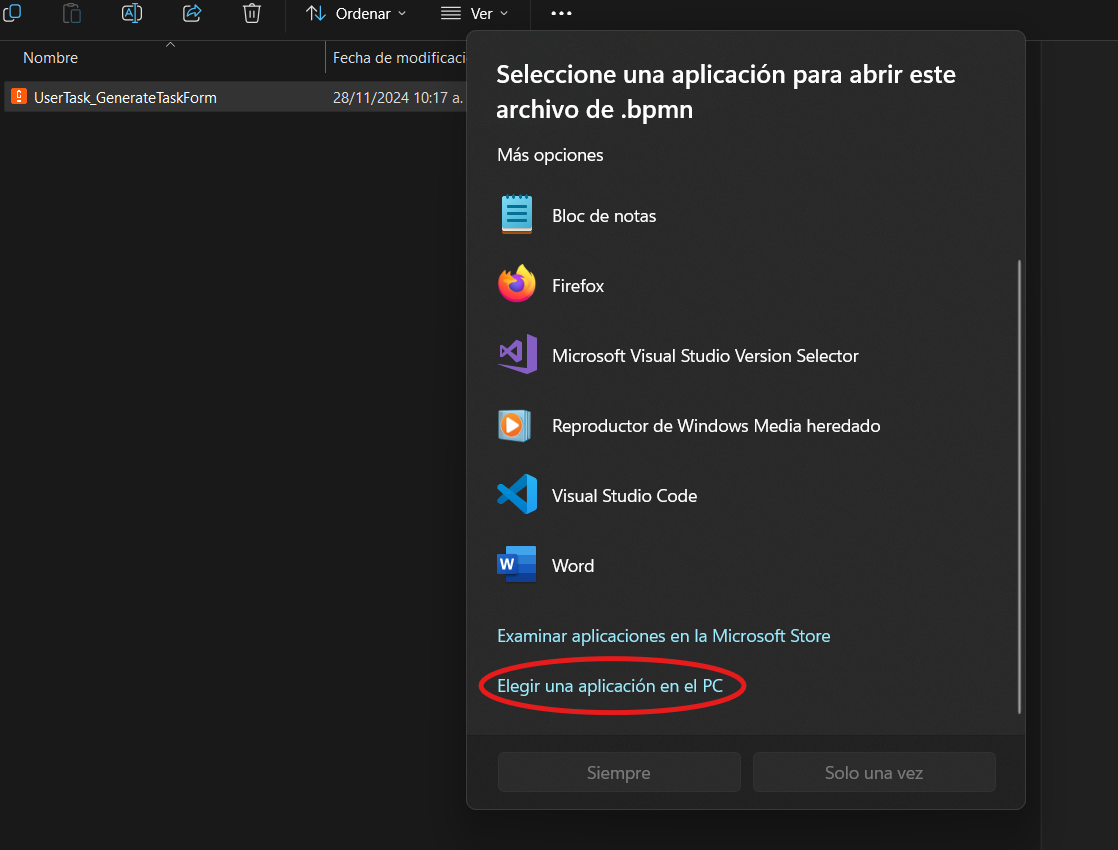 Ordenar
Ver
Nombre
Fecha de modificaci
UserTask_GenerateTaskForm
28/11/2024 10:17 a.
Seleccione una aplicación para abrir este
archivo de .bpmn
Más opciones
Bloc de notas
Firefox
Microsoft Visual Studio Version Selector
Reproductor de Windows Media heredado
Visual Studio Code
W Word
Examinar aplicaciones en la Microsoft Store
Elegir una aplicación en el PC
Siempre
Solo una vez